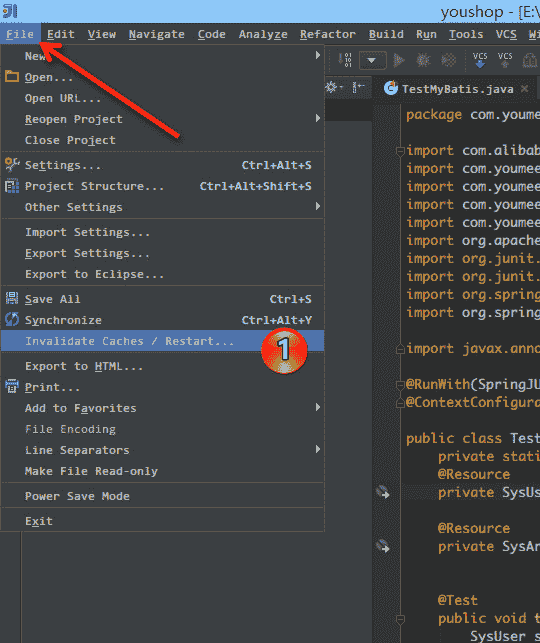 youshop - [E:\
File Edit View Navigate Code Analyze Refactor Build Run Tools VCS W
New
Open...
Open URL...
Reopen Project
Close Project
Settings... Ctrl+Alt+S
Project Structure... Ctrl+Alt+Shift+S
Other Settings
Import Settings...
Export Settings...
Export to Eclipse...
Save All Ctrl+S
Synchronize Ctrl+Alt+Y
Invalidate Caches / Restart... 1
Export to HTML...
Print...
Add to Favorites
File Encoding
Line Separators
Make File Read-only
Power Save Mode
Exit
VCS VCS
TestMyBatis.java
package com.youme
import com.alibab
import com.youmee
import com.youmee
import com.youmee
import com.youmee
import org.apache
import org.junit.
import org.junit.
import org.spring
import org.spring
import javax.anno
@RunWith(SpringJU
@ContextConfigura
public class Test
private stati
@Resource
private SysUs
@Resource
private SysAr
@Test
public void t
SysUser s